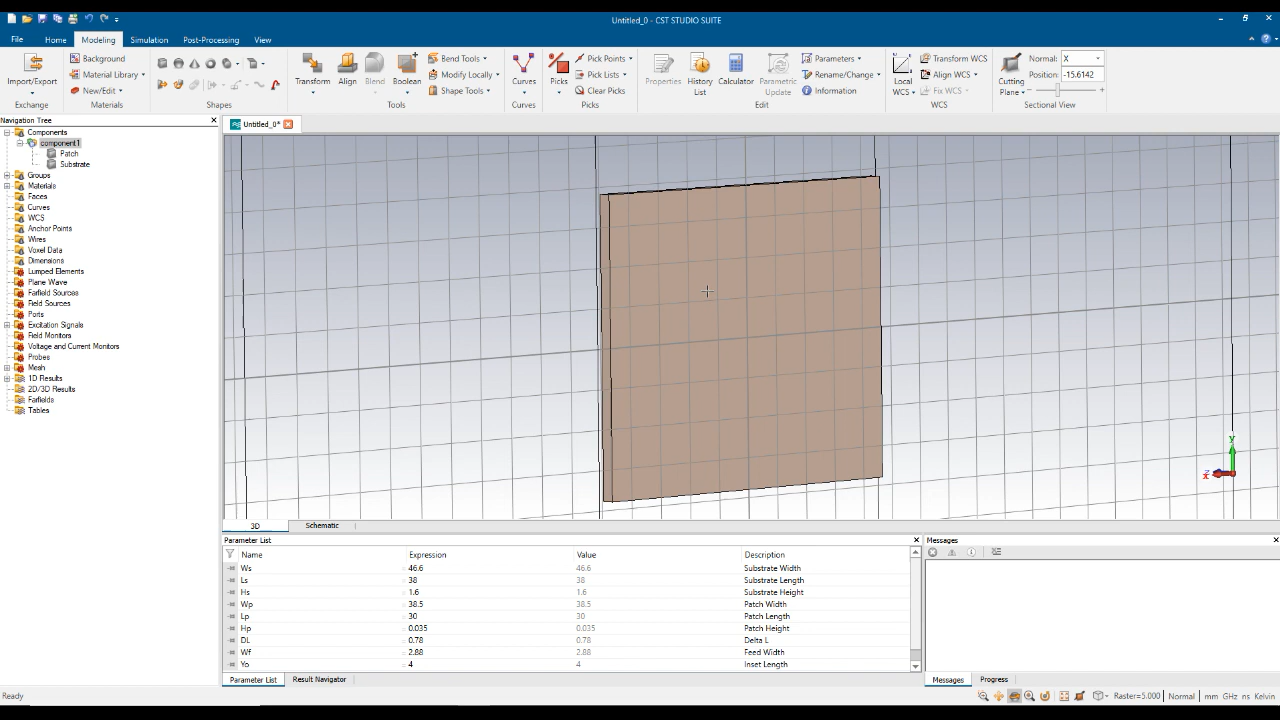 Untitled_0 - CST STUDIO SUITE
File Home Modeling Simulation Post-Processing View
Import/Export
Exchange
Background
Material Library
New/Edit
Materials
Shapes
Transform
Align
Blend
Boolean
Bend Tools
Modify Locally
Shape Tools
Tools
Curves
Curves
Picks
Pick Points
Pick Lists
Clear Picks
Picks
Properties
History List
Calculator
Parametric Update
Parameters
Rename/Change
Information
Edit
Local WCS
Transform WCS
Align WCS
Fix WCS
WCS
Cutting Plane
Normal: X
Position: -15.6142
Sectional View
Navigation Tree
Components
component1
Patch
Substrate
Groups
Materials
Faces
Curves
WCS
Anchor Points
Wires
Voxel Data
Dimensions
Lumped Elements
Plane Wave
Farfield Sources
Field Sources
Ports
Excitation Signals
Field Monitors
Voltage and Current Monitors
Probes
Mesh
1D Results
2D/3D Results
Farfields
Tables
Untitled_0*
y
z
x
3D Schematic
Parameter List
Name Expression Value Description
Ws = 46.6 46.6 Substrate Width
Ls = 38 38 Substrate Length
Hs = 1.6 1.6 Substrate Height
Wp = 38.5 38.5 Patch Width
Lp = 30 30 Patch Length
Hp = 0.035 0.035 Patch Height
DL = 0.78 0.78 Delta L
Wf = 2.88 2.88 Feed Width
Yo = 4 4 Inset Length
Parameter List Result Navigator
Messages
Messages Progress
Ready
Raster=5.000 Normal mm GHz ns Kelvin